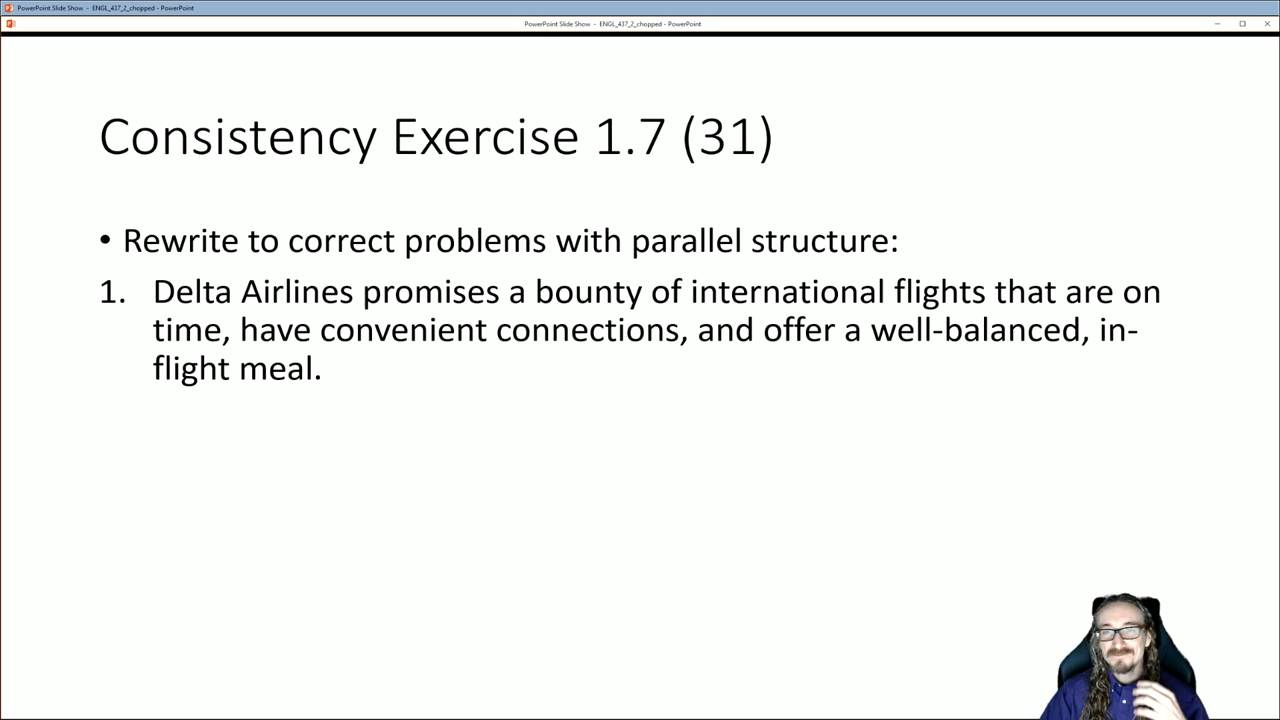 PowerPoint Slide Show - ENGL_437_2_chopped - PowerPoint
PowerPoint Slide Show - ENGL_437_2_chopped - PowerPoint
Consistency Exercise 1.7 (31)
• Rewrite to correct problems with parallel structure:
1. Delta Airlines promises a bounty of international flights that are on
time, have convenient connections, and offer a well-balanced, in-
flight meal.